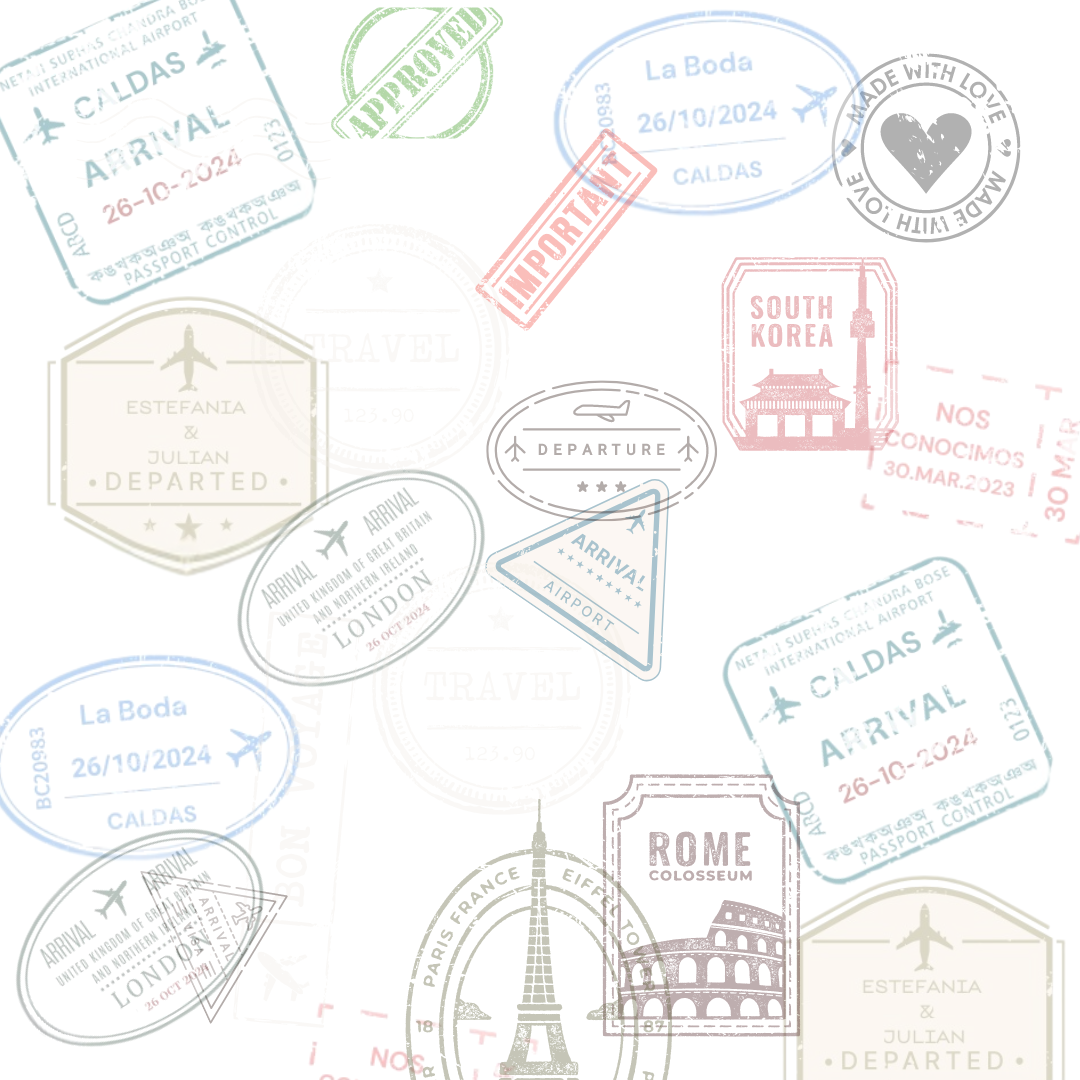 NETAJI SUBHAS CHANDRA BOSE
INTERNATIONAL AIRPORT
CALDAS
ARRIVAL
26-10-2024
0123
ARCD
PASSPORT CONTROL
APPROVED
La Boda
BC20983
26/10/2024
CALDAS
MADE WITH LOVE
MADE WITH LOVE
IMPORTANT
SOUTH
KOREA
TRAVEL
123.90
ESTEFANIA
&
JULIAN
DEPARTED
DEPARTURE
NOS
CONOCIMOS
30.MAR.2023
30 MAR
ARRIVAL
ARRIVAL
UNITED KINGDOM OF GREAT BRITAIN
AND NORTHERN IRELAND
LONDON
26 OCT 2024
ARRIVAL
AIRPORT
NETAJI SUBHAS CHANDRA BOSE
INTERNATIONAL AIRPORT
CALDAS
ARRIVAL
26-10-2024
0123
ARCD
PASSPORT CONTROL
TRAVEL
123.90
BON VOYAGE
La Boda
BC20983
26/10/2024
CALDAS
ARRIVAL
ARRIVAL
UNITED KINGDOM OF GREAT BRITAIN
AND NORTHERN IRELAND
LONDON
26 OCT 2024
ARRIVAL
ROME
COLOSSEUM
PARIS FRANCE
EIFFEL TOWER
18
87
ESTEFANIA
&
JULIAN
DEPARTED
NOS